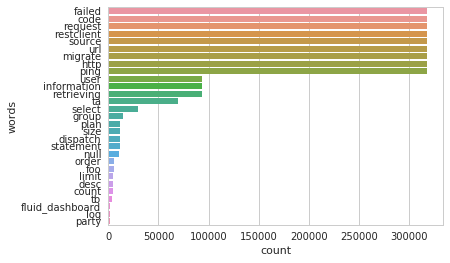 failed
code
request
restclient
source
url
migrate
http
ping
user
information
retrieving
ta
select
group
plan
size
dispatch
statement
null
order
foo
limit
desc
count
tb
fluid_dashboard
log
party
words
0 50000 100000 150000 200000 250000 300000
count